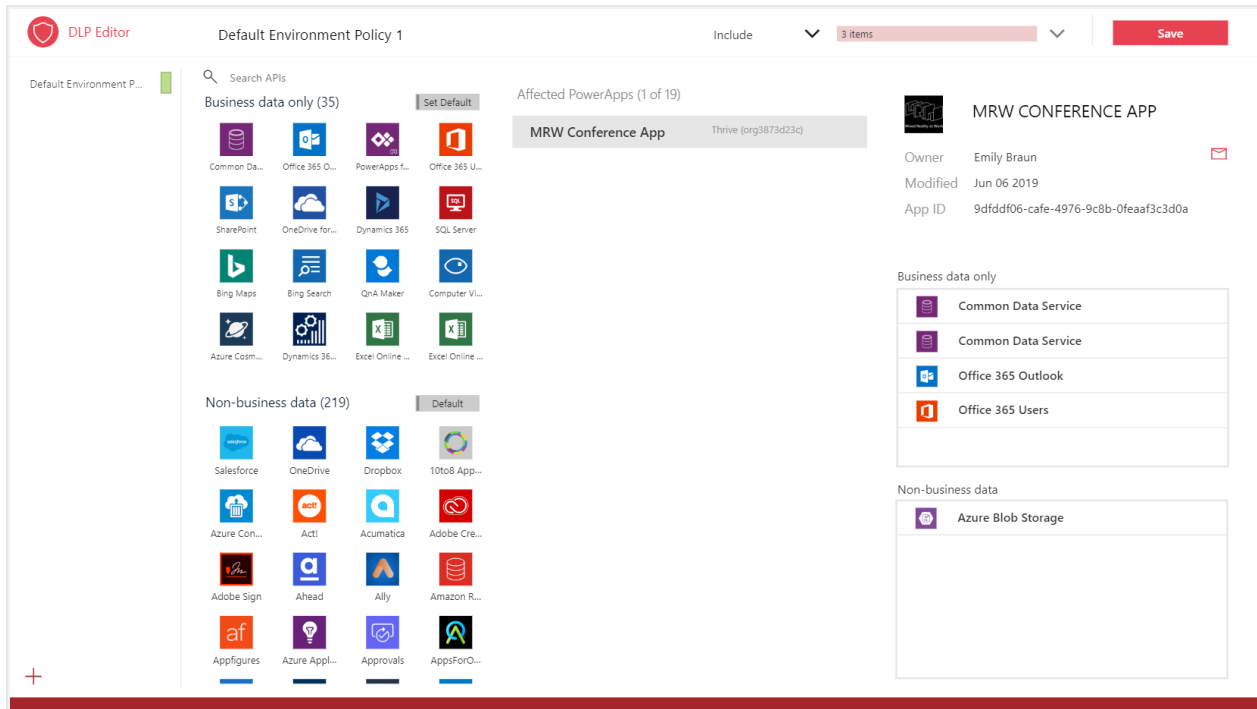 DLP Editor
Default Environment Policy 1
Include
3 items
Save
Default Environment P...
Search APIs
Business data only (35)
Set Default
Common Da...
Office 365 O...
PowerApps f...
Office 365 U...
SharePoint
OneDrive for...
Dynamics 365
SQL Server
Bing Maps
Bing Search
QnA Maker
Computer Vi...
Azure Cosm...
Dynamics 36...
Excel Online ...
Excel Online ...
Non-business data (219)
Default
salesforce
Salesforce
OneDrive
Dropbox
10to8 App...
act!
Azure Con...
Act!
Acumatica
Adobe Cre...
Adobe Sign
Ahead
Ally
Amazon R...
af
Appfigures
Azure Appl...
Approvals
AppsForO...
Affected PowerApps (1 of 19)
MRW Conference App
Thrive (org3873d23c)
MRW CONFERENCE APP
Owner Emily Braun
Modified Jun 06 2019
App ID 9dfddf06-cafe-4976-9c8b-0feaaf3c3d0a
Business data only
Common Data Service
Common Data Service
Office 365 Outlook
Office 365 Users
Non-business data
Azure Blob Storage